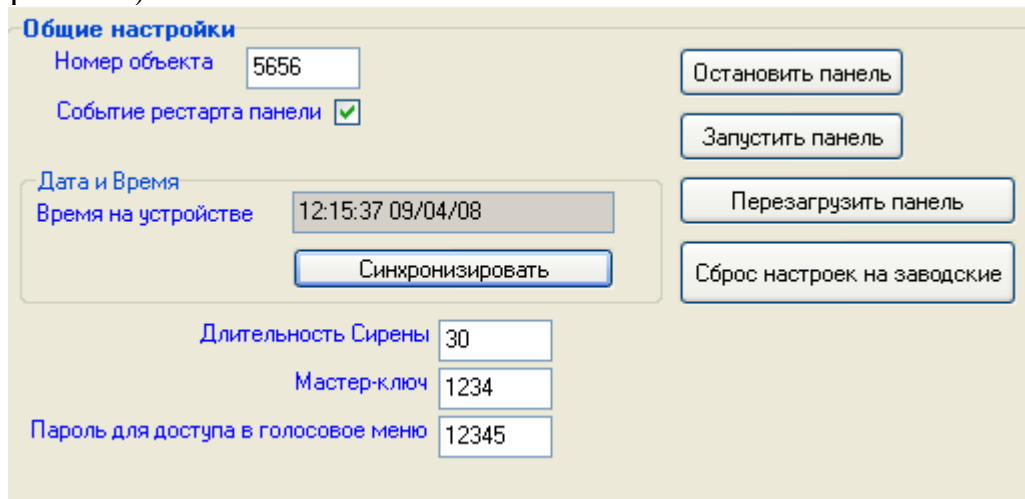 Общие настройки
Номер объекта 5656
Остановить панель
Событие рестарта панели
Запустить панель
Дата и Время
Время на устройстве 12:15:37 09/04/08
Перезагрузить панель
Синхронизировать
Сброс настроек на заводские
Длительность Сирены 30
Мастер-ключ 1234
Пароль для доступа в голосовое меню 12345